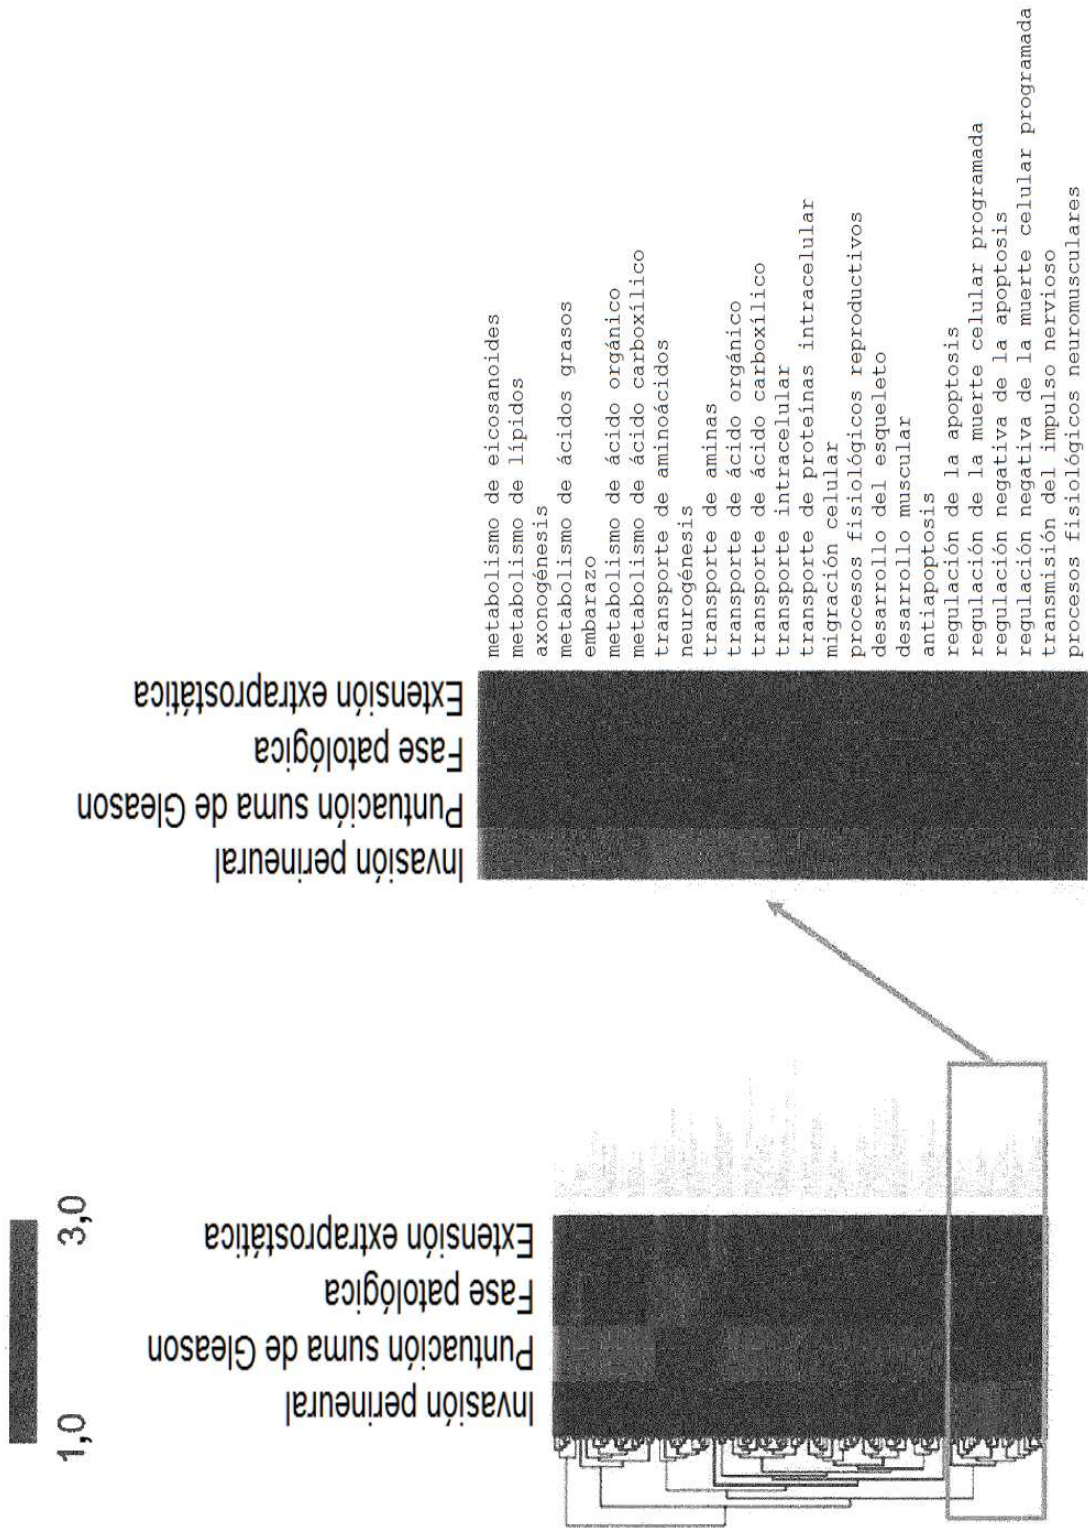 1,0
3,0
Invasión perineural
Puntuación suma de Gleason
Fase patológica
Extensión extraprostática
Invasión perineural
Puntuación suma de Gleason
Fase patológica
Extensión extraprostática
metabolismo de eicosanoides
metabolismo de lípidos
axonogénesis
metabolismo de ácidos grasos
embarazo
metabolismo de ácido orgánico
metabolismo de ácido carboxílico
transporte de aminoácidos
neurogénesis
transporte de aminas
transporte de ácido orgánico
transporte de ácido carboxílico
transporte intracelular
transporte de proteínas intracelular
migración celular
procesos fisiológicos reproductivos
desarrollo del esqueleto
desarrollo muscular
antiapoptosis
regulación de la apoptosis
regulación de la muerte celular programada
regulación negativa de la apoptosis
regulación negativa de la muerte celular programada
transmisión del impulso nervioso
procesos fisiológicos neuromusculares